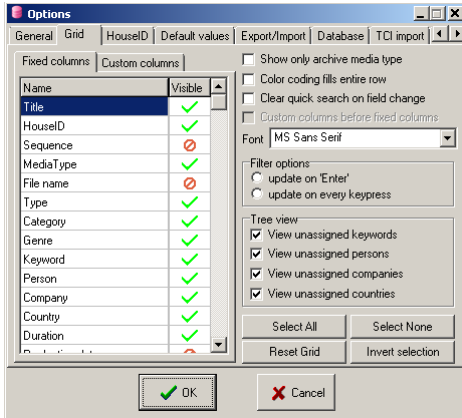 Options
General Grid HouseID Default values Export/Import Database TCI import
Fixed columns Custom columns
Name Visible
Title
HouseID
Sequence
MediaType
File name
Type
Category
Genre
Keyword
Person
Company
Country
Duration
Show only archive media type
Color coding fills entire row
Clear quick search on field change
Custom columns before fixed columns
Font MS Sans Serif
Filter options
update on 'Enter'
update on every keypress
Tree view
View unassigned keywords
View unassigned persons
View unassigned companies
View unassigned countries
Select All Select None
Reset Grid Invert selection
OK Cancel